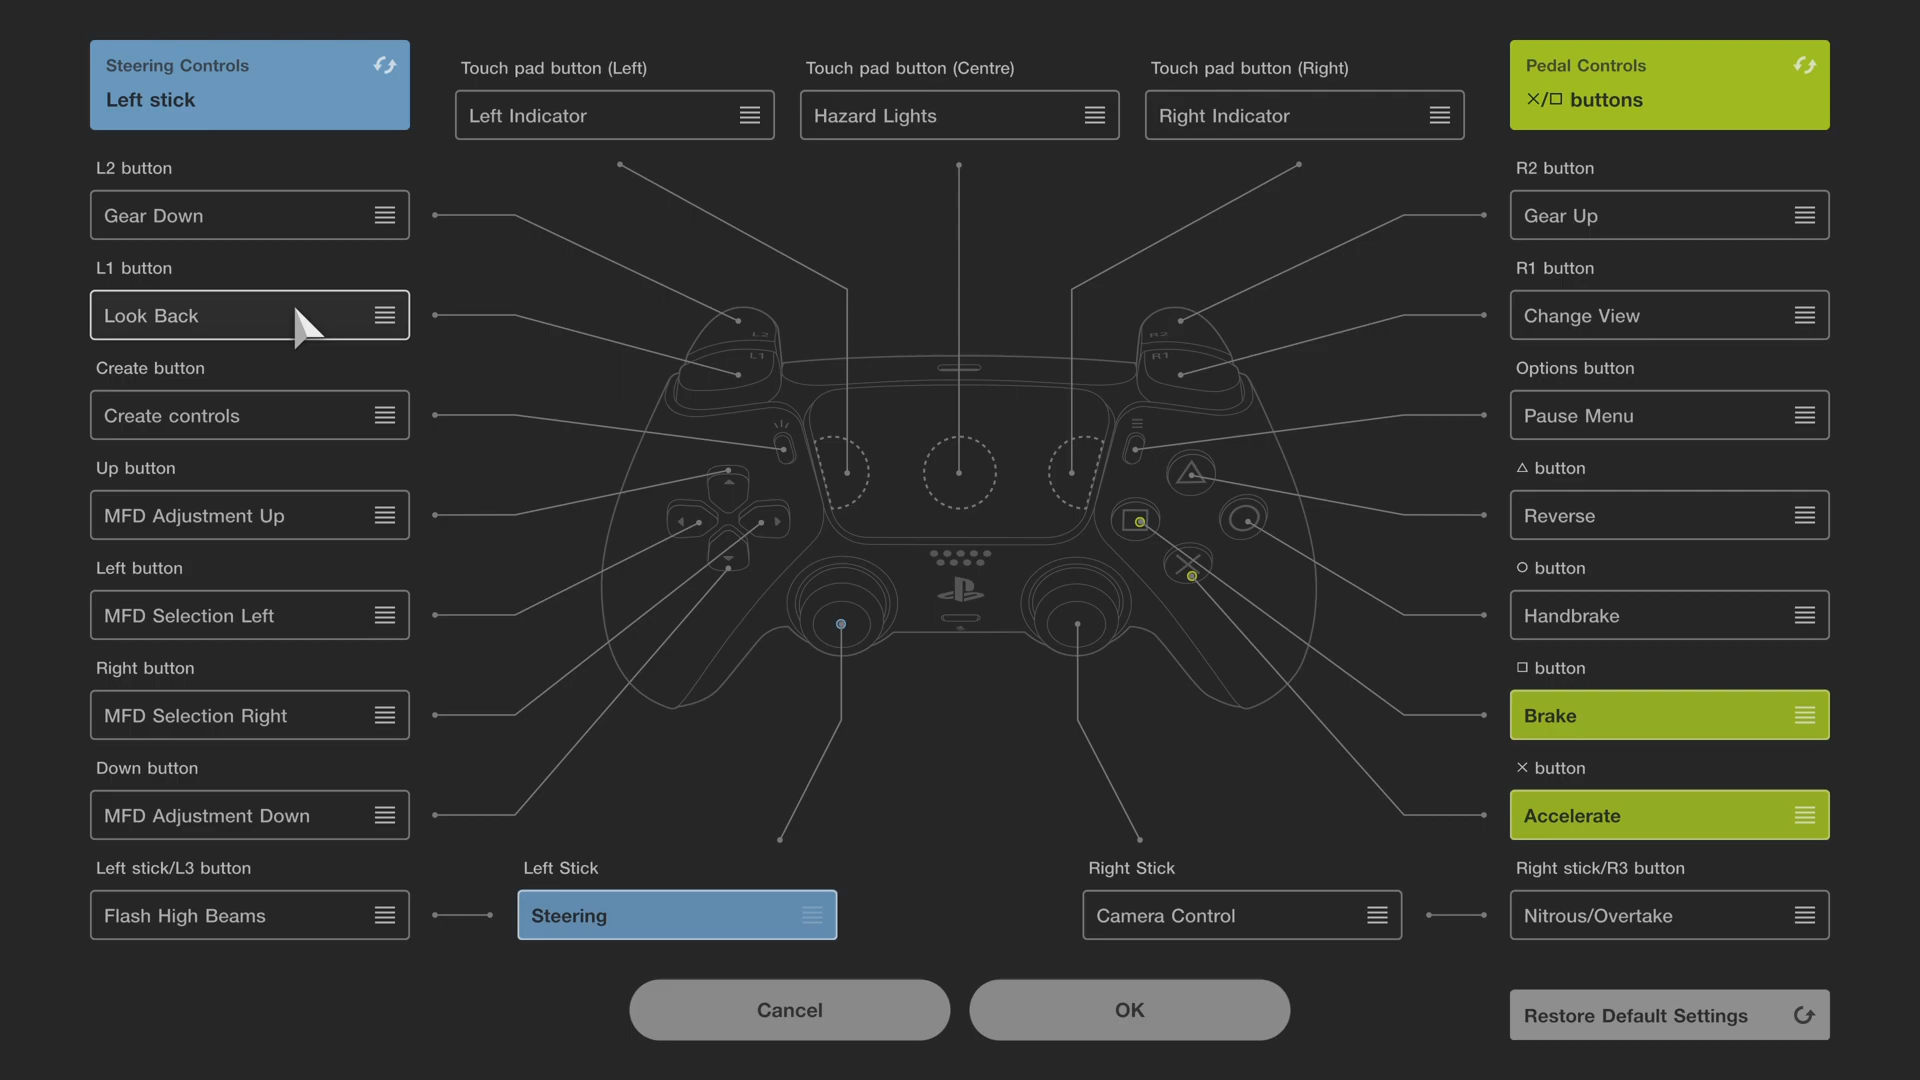 Steering Controls
Left stick
Touch pad button (Left)
Left Indicator
Touch pad button (Centre)
Hazard Lights
Touch pad button (Right)
Right Indicator
Pedal Controls
×/□ buttons
L2 button
Gear Down
L1 button
Look Back
Create button
Create controls
Up button
MFD Adjustment Up
Left button
MFD Selection Left
Right button
MFD Selection Right
Down button
MFD Adjustment Down
Left stick/L3 button
Flash High Beams
L2
L1
R2
R1
Left Stick
Steering
Right Stick
Camera Control
R2 button
Gear Up
R1 button
Change View
Options button
Pause Menu
△ button
Reverse
○ button
Handbrake
□ button
Brake
× button
Accelerate
Right stick/R3 button
Nitrous/Overtake
Cancel
OK
Restore Default Settings